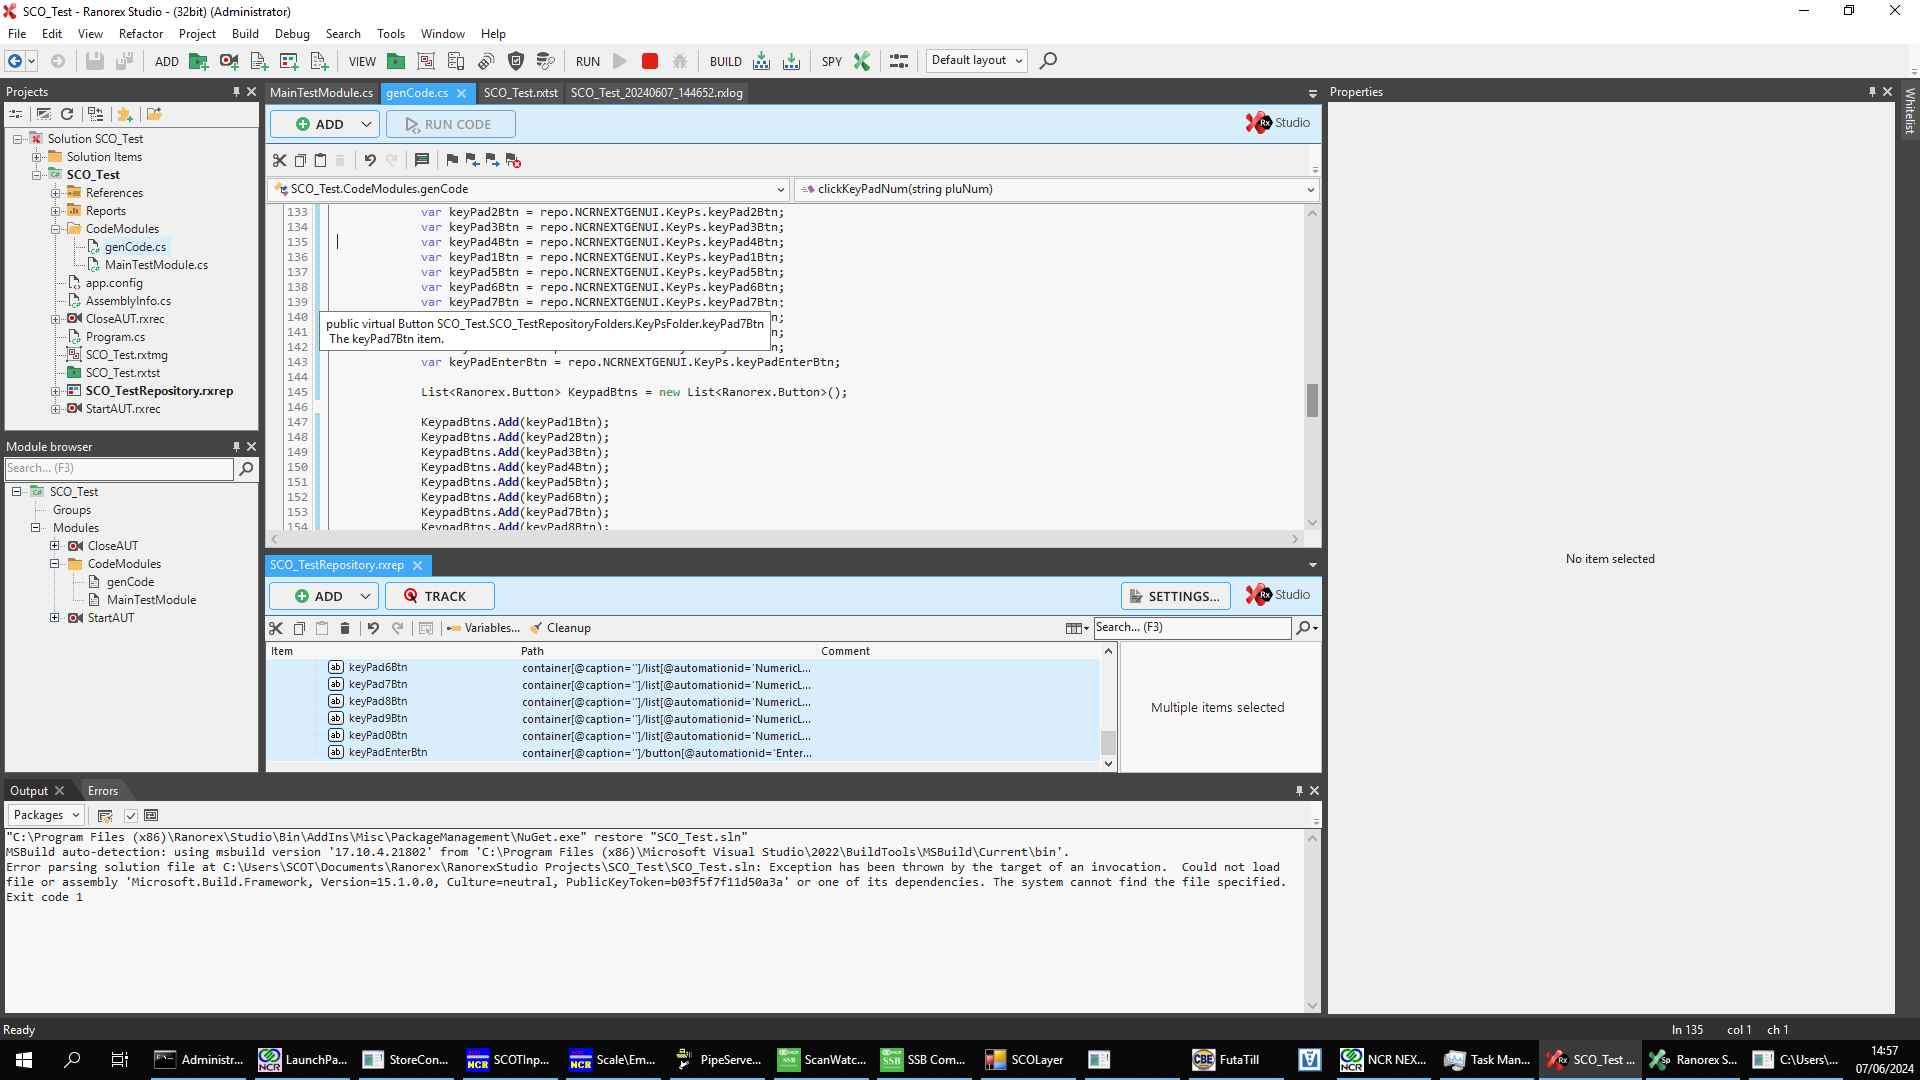 SCO_Test - Ranorex Studio - (32bit) (Administrator)
File Edit View Refactor Project Build Debug Search Tools Window Help
ADD VIEW RUN BUILD SPY Default layout
Projects
Solution SCO_Test
Solution Items
SCO_Test
References
Reports
CodeModules
genCode.cs
MainTestModule.cs
app.config
AssemblyInfo.cs
CloseAUT.rxrec
Program.cs
SCO_Test.rxtmg
SCO_Test.rxtst
SCO_TestRepository.rxrep
StartAUT.rxrec
Module browser
Search... (F3)
SCO_Test
Groups
Modules
CloseAUT
CodeModules
genCode
MainTestModule
StartAUT
MainTestModule.cs genCode.cs SCO_Test.rxtst SCO_Test_20240607_144652.rxlog
ADD RUN CODE Rx Studio
SCO_Test.CodeModules.genCode clickKeyPadNum(string pluNum)
133 var keyPad2Btn = repo.NCRNEXTGENUI.KeyPs.keyPad2Btn;
134 var keyPad3Btn = repo.NCRNEXTGENUI.KeyPs.keyPad3Btn;
135 var keyPad4Btn = repo.NCRNEXTGENUI.KeyPs.keyPad4Btn;
136 var keyPad1Btn = repo.NCRNEXTGENUI.KeyPs.keyPad1Btn;
137 var keyPad5Btn = repo.NCRNEXTGENUI.KeyPs.keyPad5Btn;
138 var keyPad6Btn = repo.NCRNEXTGENUI.KeyPs.keyPad6Btn;
139 var keyPad7Btn = repo.NCRNEXTGENUI.KeyPs.keyPad7Btn;
140 n;
141 n;
142 n;
public virtual Button SCO_Test.SCO_TestRepositoryFolders.KeyPsFolder.keyPad7Btn
The keyPad7Btn item.
143 var keyPadEnterBtn = repo.NCRNEXTGENUI.KeyPs.keyPadEnterBtn;
144
145 List<Ranorex.Button> KeypadBtns = new List<Ranorex.Button>();
146
147 KeypadBtns.Add(keyPad1Btn);
148 KeypadBtns.Add(keyPad2Btn);
149 KeypadBtns.Add(keyPad3Btn);
150 KeypadBtns.Add(keyPad4Btn);
151 KeypadBtns.Add(keyPad5Btn);
152 KeypadBtns.Add(keyPad6Btn);
153 KeypadBtns.Add(keyPad7Btn);
154 KeypadBtns.Add(keyPad8Btn);
SCO_TestRepository.rxrep
ADD TRACK SETTINGS... Rx Studio
Variables... Cleanup Search... (F3)
Item Path Comment
keyPad6Btn container[@caption='']/list[@automationid='NumericL...
keyPad7Btn container[@caption='']/list[@automationid='NumericL...
keyPad8Btn container[@caption='']/list[@automationid='NumericL...
keyPad9Btn container[@caption='']/list[@automationid='NumericL...
keyPad0Btn container[@caption='']/list[@automationid='NumericL...
keyPadEnterBtn container[@caption='']/button[@automationid='Enter...
Multiple items selected
Properties
No item selected
Whitelist
Output Errors
Packages
"C:\Program Files (x86)\Ranorex\Studio\Bin\AddIns\Misc\PackageManagement\NuGet.exe" restore "SCO_Test.sln"
MSBuild auto-detection: using msbuild version '17.10.4.21802' from 'C:\Program Files (x86)\Microsoft Visual Studio\2022\BuildTools\MSBuild\Current\bin'.
Error parsing solution file at C:\Users\SCOT\Documents\Ranorex\RanorexStudio Projects\SCO_Test\SCO_Test.sln: Exception has been thrown by the target of an invocation.  Could not load
file or assembly 'Microsoft.Build.Framework, Version=15.1.0.0, Culture=neutral, PublicKeyToken=b03f5f7f11d50a3a' or one of its dependencies. The system cannot find the file specified.
Exit code 1
Ready ln 135 col 1 ch 1
Administr... LaunchPa... StoreCon... SCOTInp... Scale\Em... PipeServe... ScanWatc... SSB Com... SCOLayer FutaTill NCR NEX... Task Man... SCO_Test ... Ranorex S... C:\Users\...
14:57
07/06/2024